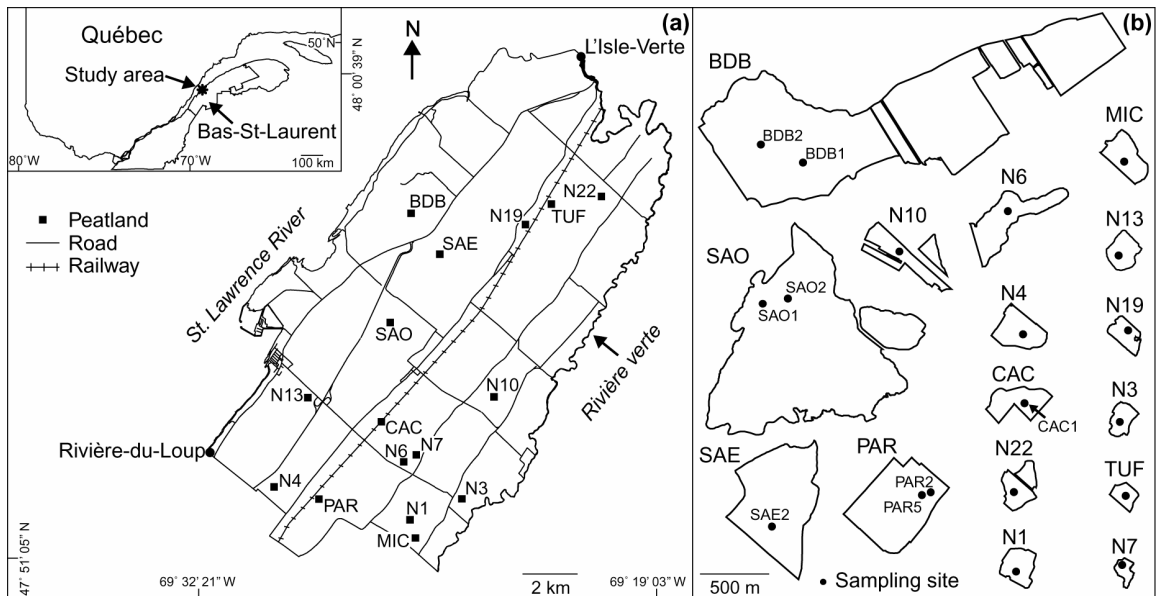 (a)
Québec
50°N
Study area
Bas-St-Laurent
80°W
70°W
100 km
48° 00' 39" N
N
L'Isle-Verte
Peatland
Road
Railway
St. Lawrence River
BDB
N22
N19
TUF
SAE
SAO
Rivière verte
N13
N10
CAC
Rivière-du-Loup
N6
N7
N4
PAR
N3
N1
MIC
47° 51' 05" N
69° 32' 21" W
2 km
69° 19' 03" W
(b)
BDB
BDB2
BDB1
MIC
N6
N10
N13
SAO
SAO2
SAO1
N4
N19
CAC
CAC1
N3
SAE
SAE2
PAR
PAR2
PAR5
N22
TUF
N1
N7
500 m
Sampling site